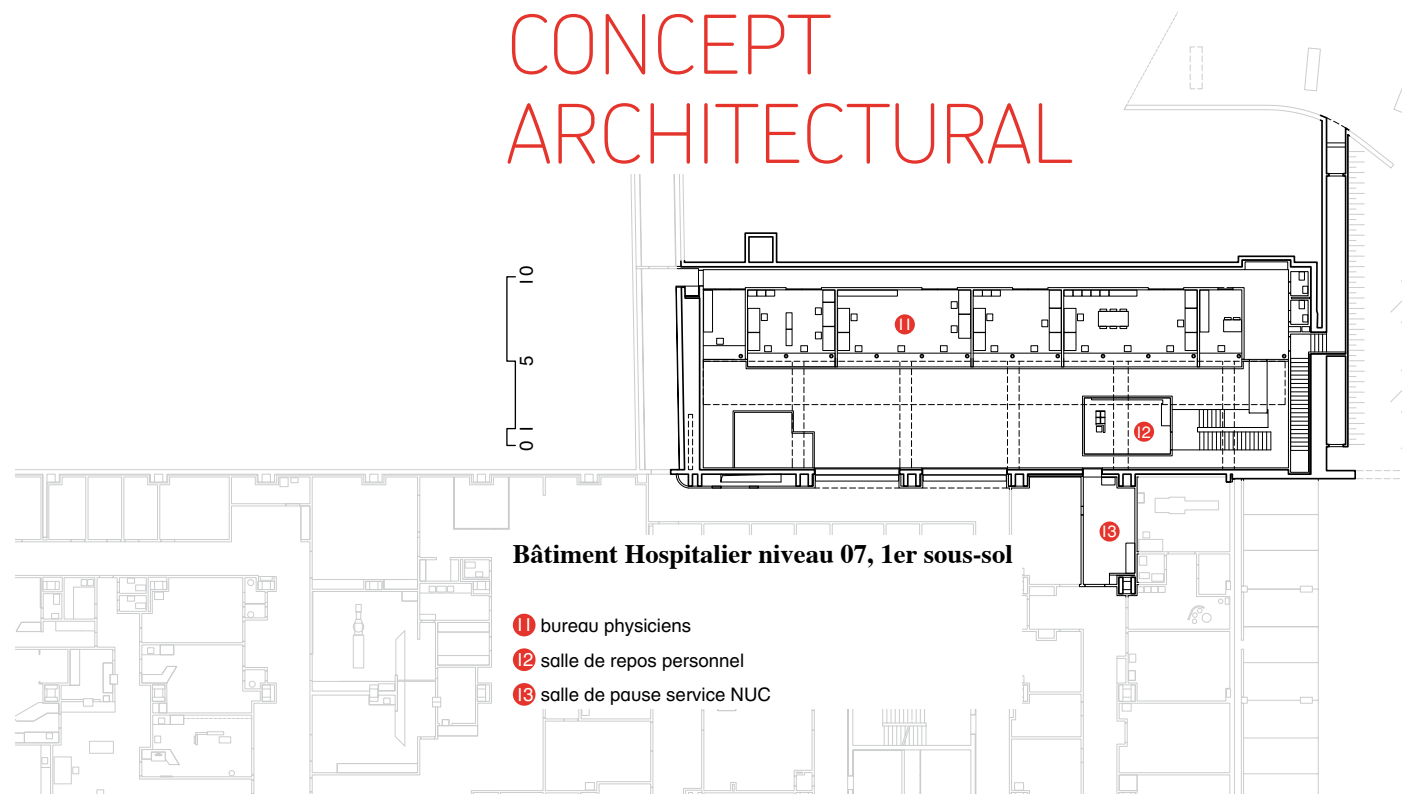 CONCEPT
ARCHITECTURAL
10
5
1
0
11
12
13
Bâtiment Hospitalier niveau 07, 1er sous-sol
11 bureau physiciens
12 salle de repos personnel
13 salle de pause service NUC